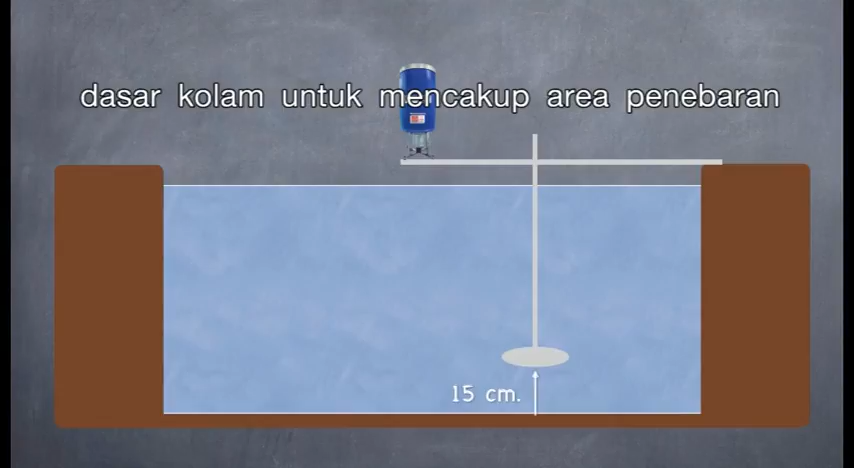 dasar kolam untuk mencakup area penebaran
15 cm.